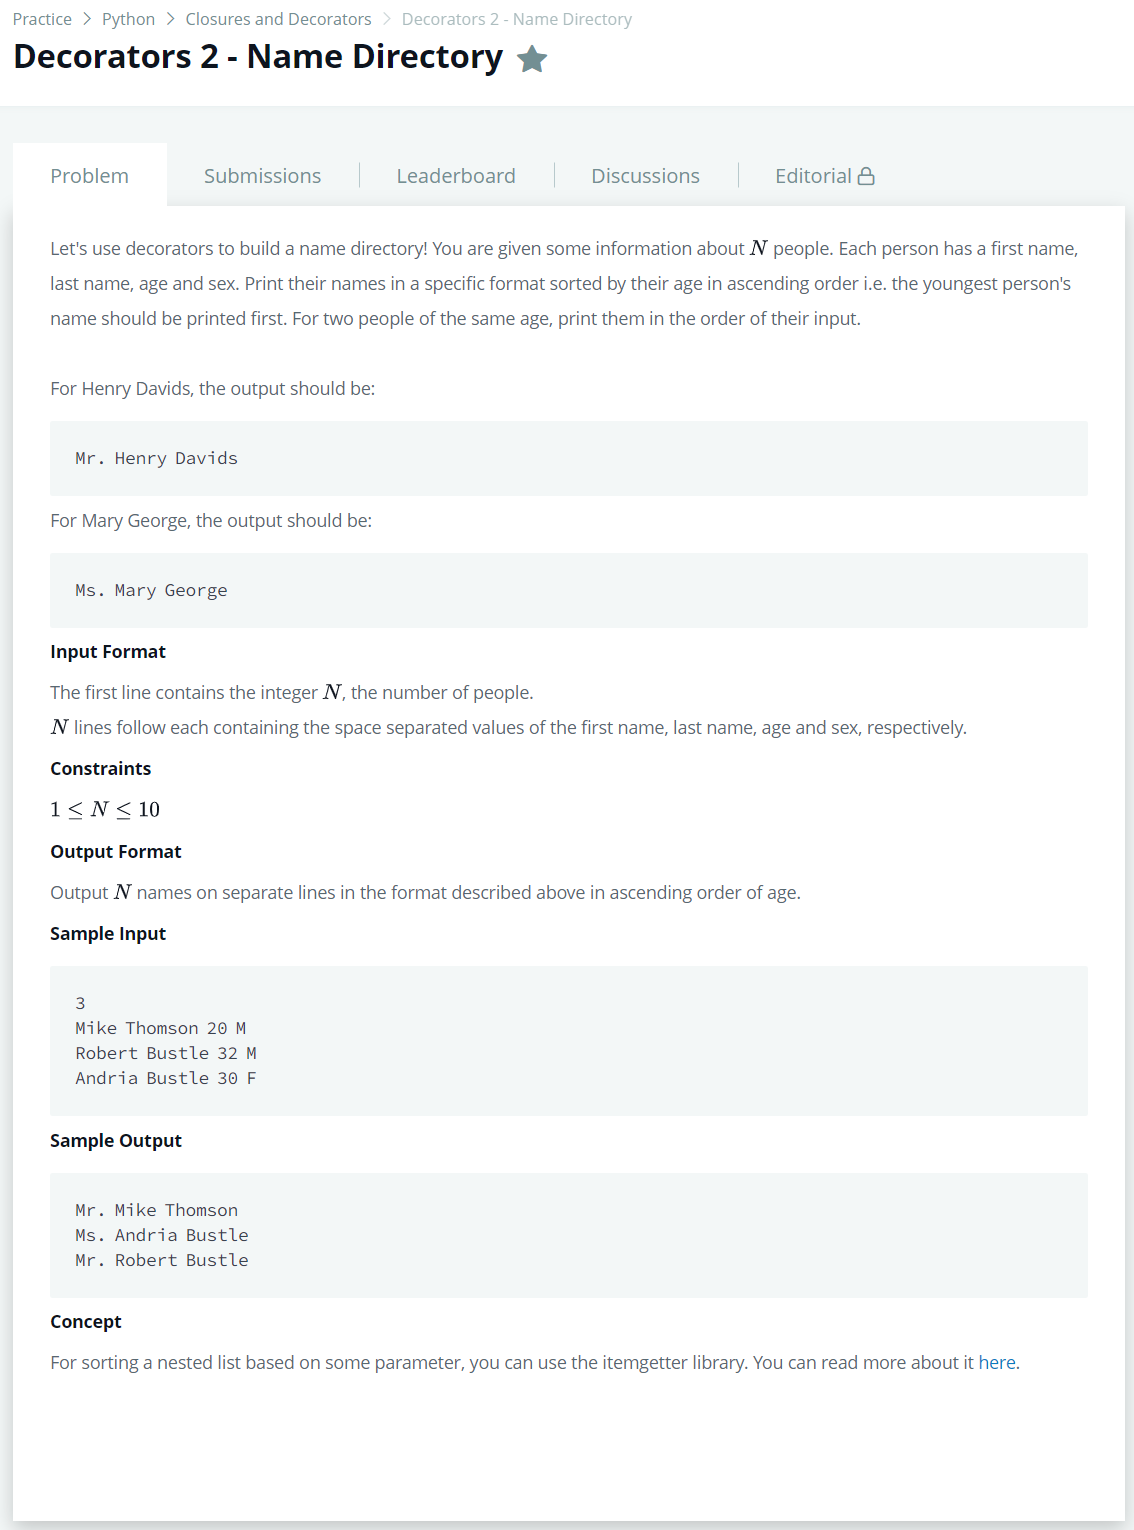 Practice > Python > Closures and Decorators > Decorators 2 - Name Directory
Decorators 2 - Name Directory
Problem
Submissions
Leaderboard
Discussions
Editorial
Let's use decorators to build a name directory! You are given some information about N people. Each person has a first name,
last name, age and sex. Print their names in a specific format sorted by their age in ascending order i.e. the youngest person's
name should be printed first. For two people of the same age, print them in the order of their input.
For Henry Davids, the output should be:
Mr. Henry Davids
For Mary George, the output should be:
Ms. Mary George
Input Format
The first line contains the integer N, the number of people.
N lines follow each containing the space separated values of the first name, last name, age and sex, respectively.
Constraints
1 ≤ N ≤ 10
Output Format
Output N names on separate lines in the format described above in ascending order of age.
Sample Input
3
Mike Thomson 20 M
Robert Bustle 32 M
Andria Bustle 30 F
Sample Output
Mr. Mike Thomson
Ms. Andria Bustle
Mr. Robert Bustle
Concept
For sorting a nested list based on some parameter, you can use the itemgetter library. You can read more about it here.